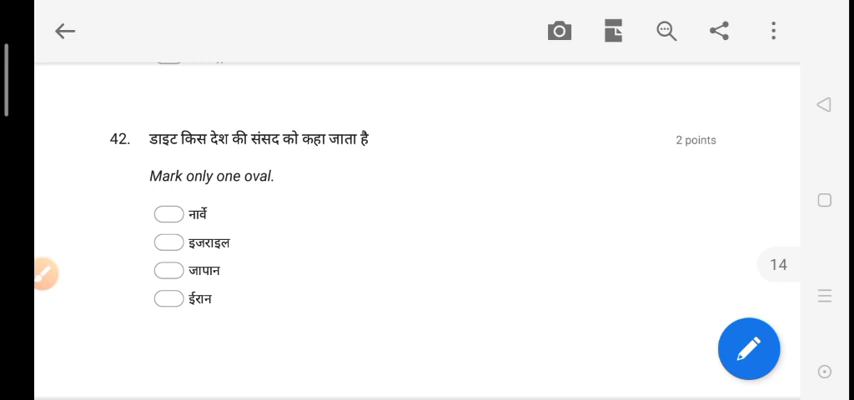 42. डाइट किस देश की संसद को कहा जाता है 2 points
Mark only one oval.
नार्वे
इजराइल
जापान
14
ईरान